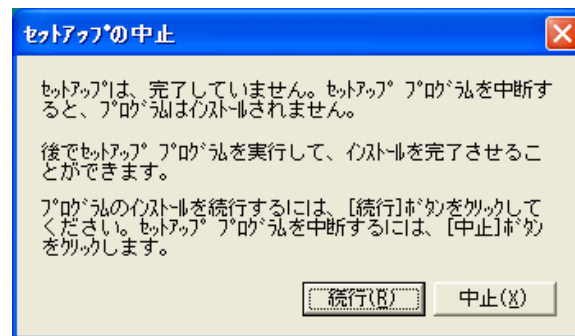 ｾｯﾄｱｯﾌﾟの中止
ｾｯﾄｱｯﾌﾟは、完了していません。ｾｯﾄｱｯﾌﾟ ﾌﾟﾛｸﾞﾗﾑを中断す
ると、ﾌﾟﾛｸﾞﾗﾑはｲﾝｽﾄｰﾙされません。
後でｾｯﾄｱｯﾌﾟ ﾌﾟﾛｸﾞﾗﾑを実行して、ｲﾝｽﾄｰﾙを完了させるこ
とができます。
ﾌﾟﾛｸﾞﾗﾑのｲﾝｽﾄｰﾙを続行するには、[続行]ﾎﾞﾀﾝをｸﾘｯｸして
ください。ｾｯﾄｱｯﾌﾟ ﾌﾟﾛｸﾞﾗﾑを中断するには、[中止]ﾎﾞﾀﾝ
をｸﾘｯｸします。
続行(R) 中止(X)